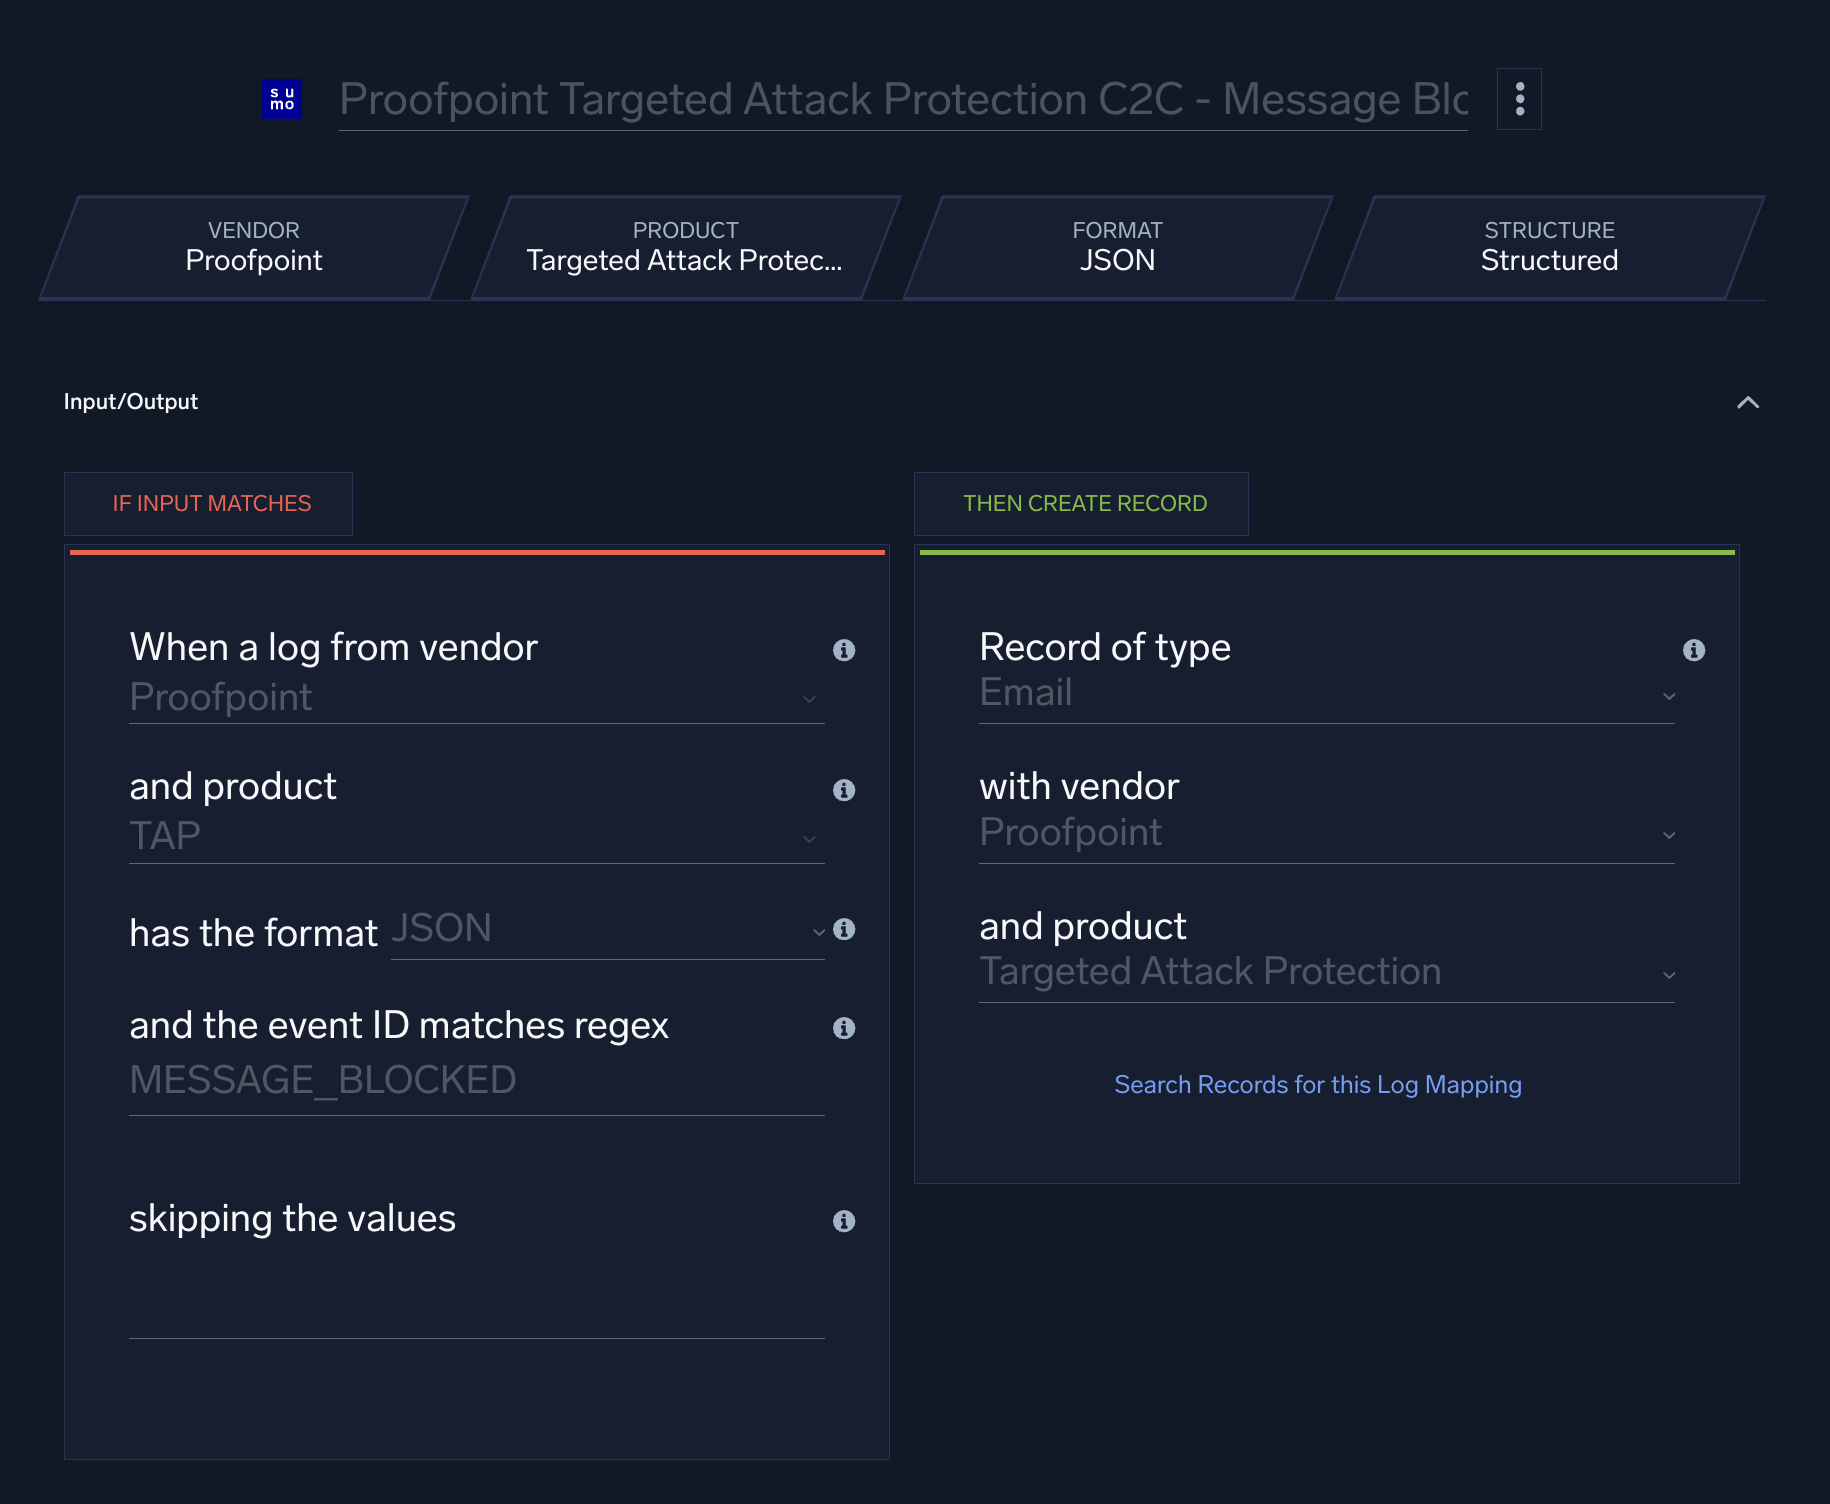 su
mo
Proofpoint Targeted Attack Protection C2C - Message Blo
VENDOR
Proofpoint
PRODUCT
Targeted Attack Protec...
FORMAT
JSON
STRUCTURE
Structured
Input/Output
IF INPUT MATCHES
When a log from vendor
Proofpoint
and product
TAP
has the format JSON
and the event ID matches regex
MESSAGE_BLOCKED
skipping the values
THEN CREATE RECORD
Record of type
Email
with vendor
Proofpoint
and product
Targeted Attack Protection
Search Records for this Log Mapping